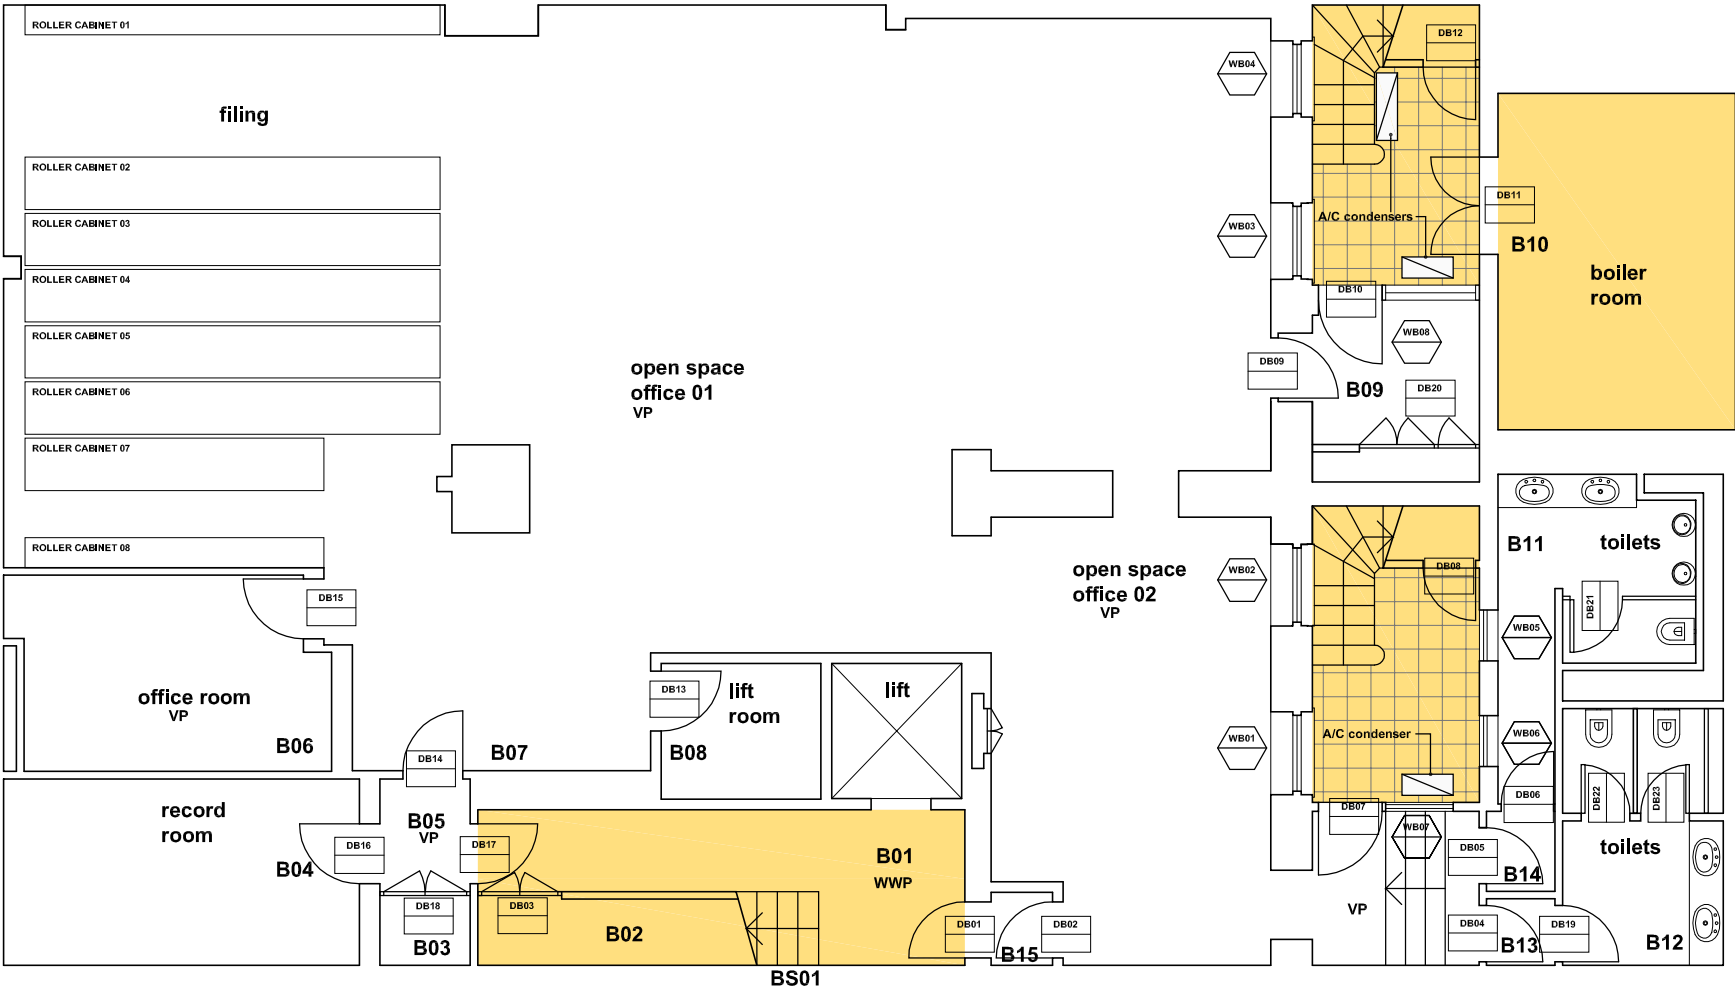 ROLLER CABINET 01
filing
ROLLER CABINET 02
ROLLER CABINET 03
ROLLER CABINET 04
ROLLER CABINET 05
ROLLER CABINET 06
ROLLER CABINET 07
ROLLER CABINET 08
open space
office 01
VP
WB04
WB03
DB12
A/C condensers
DB11
B10
boiler
room
DB10
WB08
DB09
B09
DB20
open space
office 02
VP
WB02
DB08
B11
toilets
DB21
WB05
DB15
office room
VP
B06
DB14
B07
DB13
lift
room
B08
lift
WB01
A/C condenser
WB06
DB07
WB07
DB06
DB22
DB23
record
room
B04
DB16
B05
VP
DB17
B01
WWP
DB05
B14
toilets
DB18
B03
DB03
B02
BS01
DB01
B15
DB02
VP
DB04
B13
DB19
B12